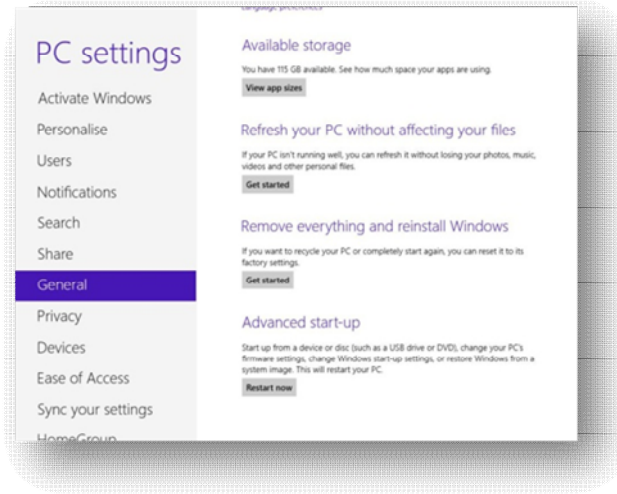 Language preferences
PC settings
Activate Windows
Personalise
Users
Notifications
Search
Share
General
Privacy
Devices
Ease of Access
Sync your settings
HomeGroup
Available storage
You have 115 GB available. See how much space your apps are using.
View app sizes
Refresh your PC without affecting your files
If your PC isn't running well, you can refresh it without losing your photos, music,
videos and other personal files.
Get started
Remove everything and reinstall Windows
If you want to recycle your PC or completely start again, you can reset it to its
factory settings.
Get started
Advanced start-up
Start up from a device or disc (such as a USB drive or DVD), change your PC's
firmware settings, change Windows start-up settings, or restore Windows from a
system image. This will restart your PC.
Restart now